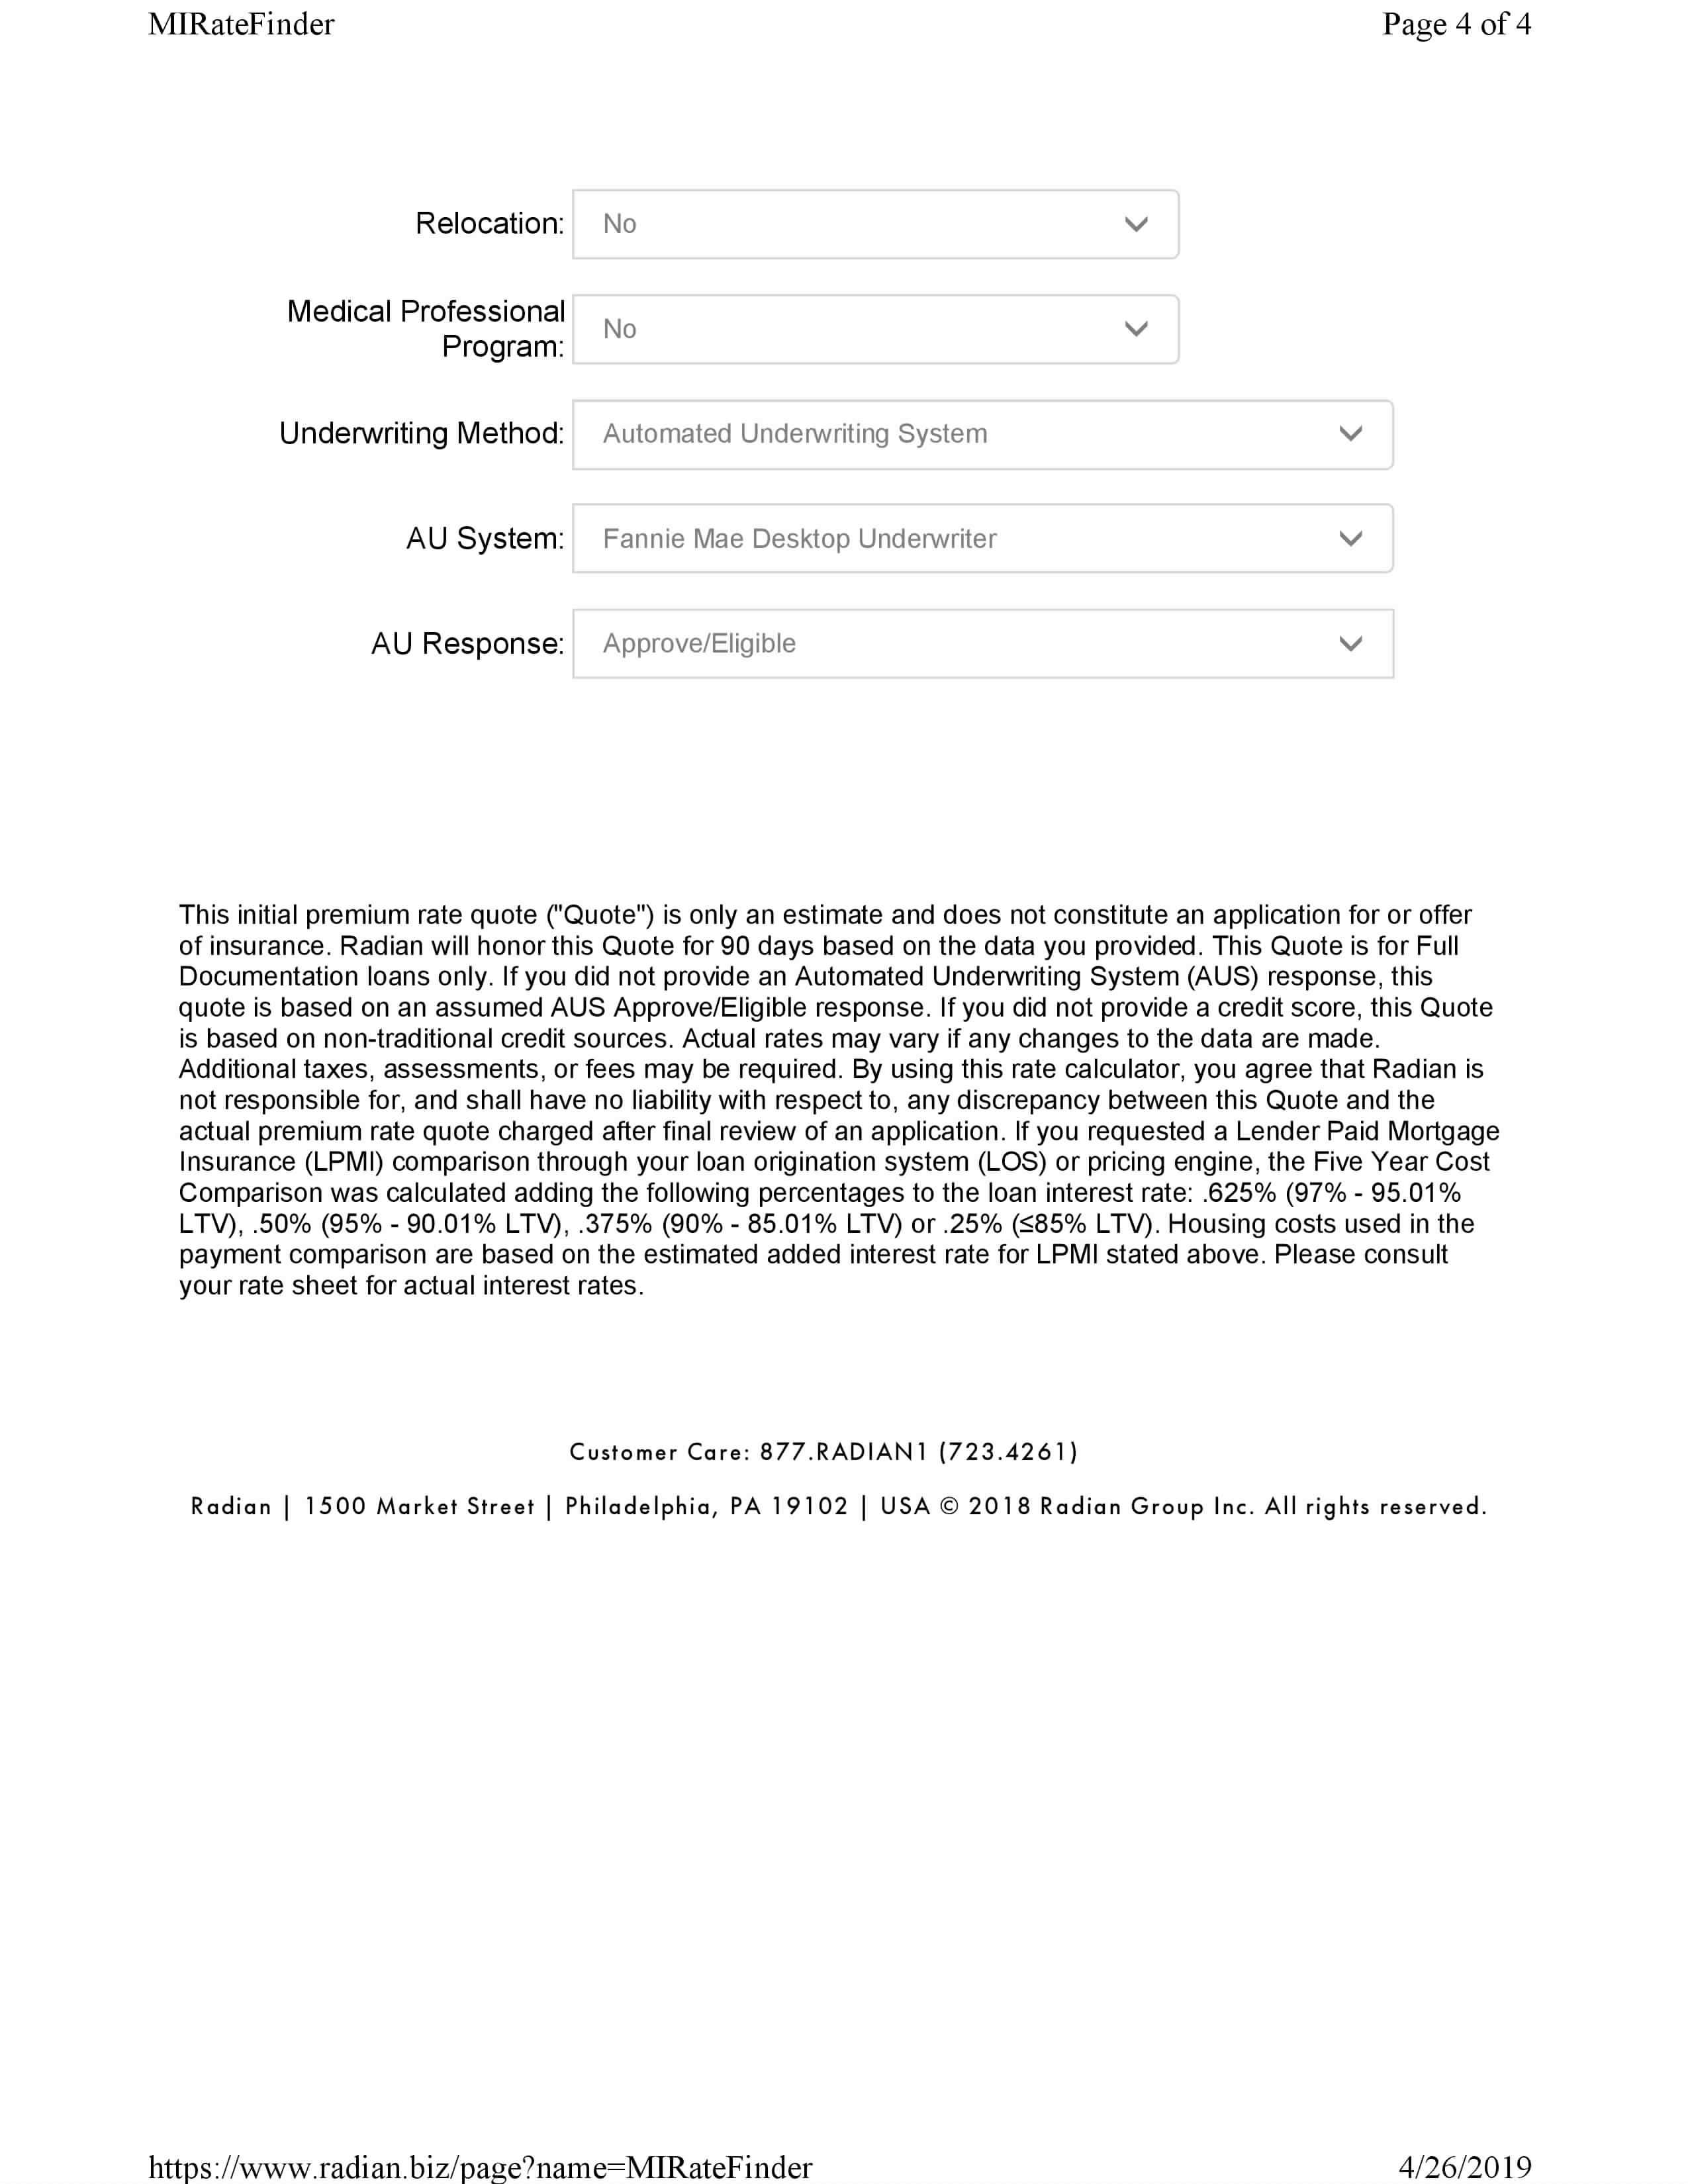 MIRateFinder Page 4 of 4
Relocation: No
Medical Professional
Program: No
Underwriting Method: Automated Underwriting System
AU System: Fannie Mae Desktop Underwriter
AU Response: Approve/Eligible
This initial premium rate quote ("Quote") is only an estimate and does not constitute an application for or offer
of insurance. Radian will honor this Quote for 90 days based on the data you provided. This Quote is for Full
Documentation loans only. If you did not provide an Automated Underwriting System (AUS) response, this
quote is based on an assumed AUS Approve/Eligible response. If you did not provide a credit score, this Quote
is based on non-traditional credit sources. Actual rates may vary if any changes to the data are made.
Additional taxes, assessments, or fees may be required. By using this rate calculator, you agree that Radian is
not responsible for, and shall have no liability with respect to, any discrepancy between this Quote and the
actual premium rate quote charged after final review of an application. If you requested a Lender Paid Mortgage
Insurance (LPMI) comparison through your loan origination system (LOS) or pricing engine, the Five Year Cost
Comparison was calculated adding the following percentages to the loan interest rate: .625% (97% - 95.01%
LTV), .50% (95% - 90.01% LTV), .375% (90% - 85.01% LTV) or .25% (≤85% LTV). Housing costs used in the
payment comparison are based on the estimated added interest rate for LPMI stated above. Please consult
your rate sheet for actual interest rates.
Customer Care: 877.RADIAN1 (723.4261)
Radian | 1500 Market Street | Philadelphia, PA 19102 | USA © 2018 Radian Group Inc. All rights reserved.
https://www.radian.biz/page?name=MIRateFinder 4/26/2019